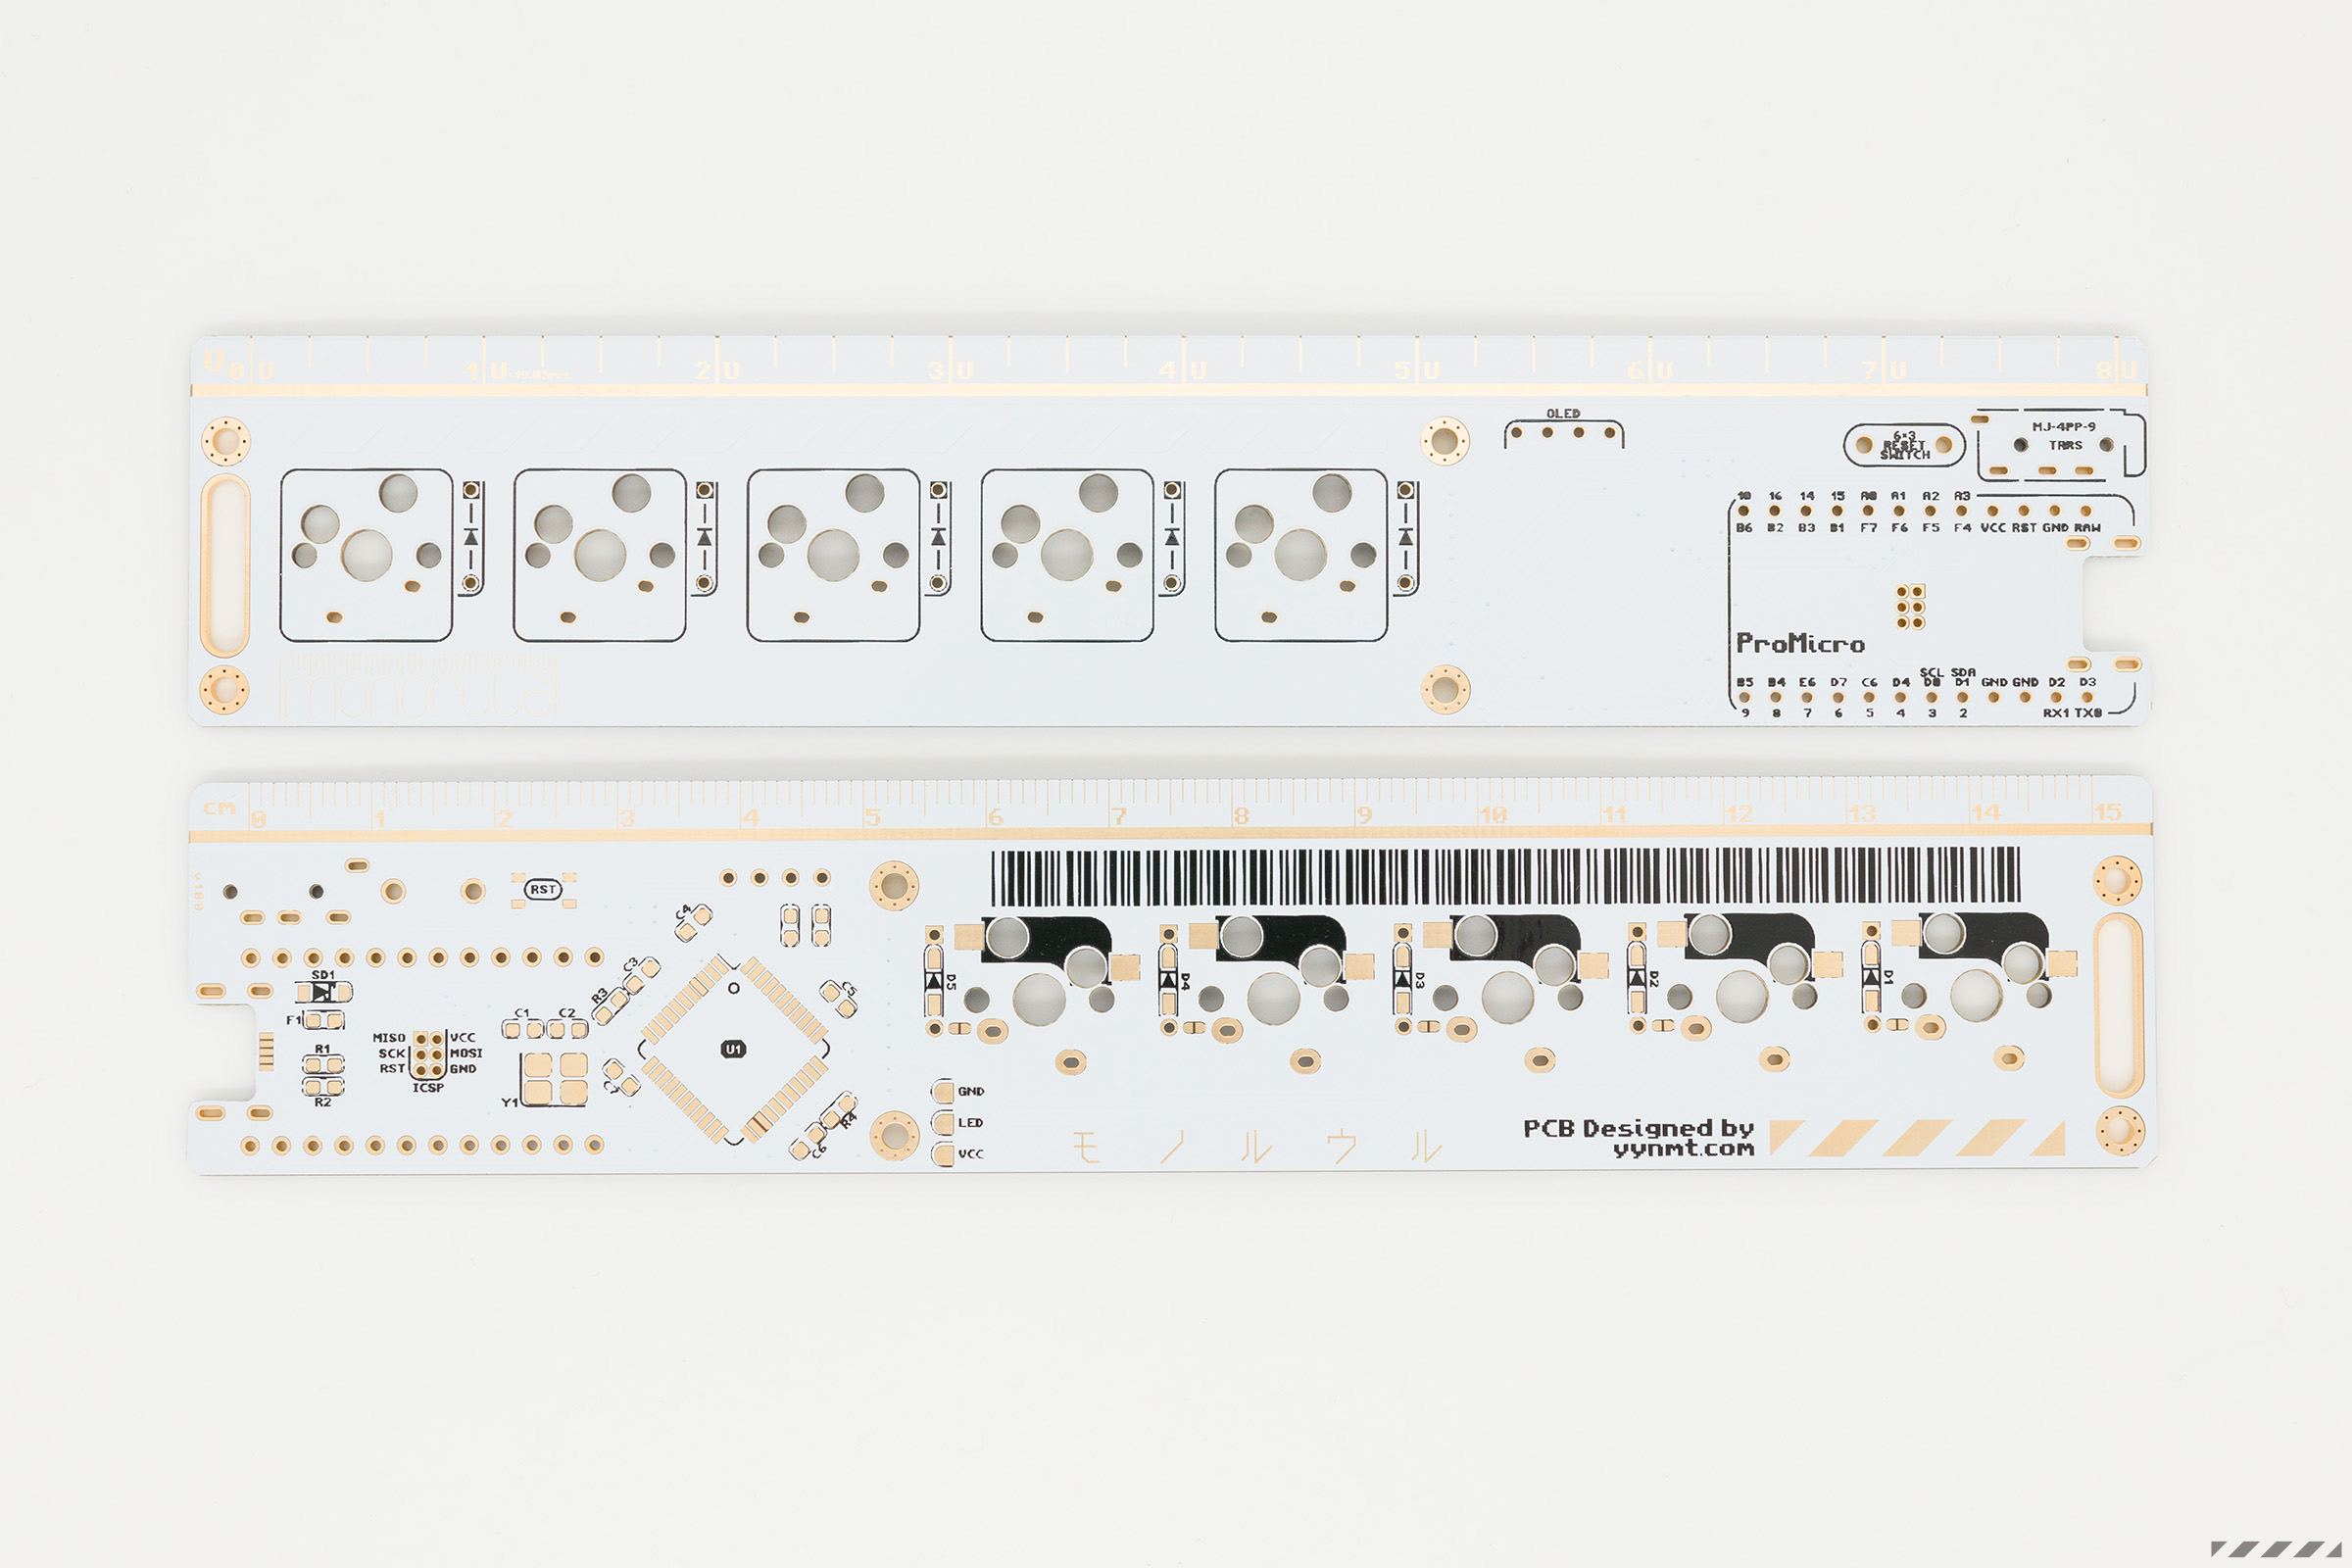 U 0 U 1 U=19.05mm 2 U 3 U 4 U 5 U 6 U 7 U 8 U
OLED
6*3
RESET
SWITCH
MJ-4PP-9
TRRS
10 16 14 15 A0 A1 A2 A3
B6 B2 B3 B1 F7 F6 F5 F4 VCC RST GND RAW
ProMicro
monoruler
SCL SDA
B5 B4 E6 D7 C6 D4 D0 D1 GND GND D2 D3
9 8 7 6 5 4 3 2 RX1 TX0
CM 0 1 2 3 4 5 6 7 8 9 10 11 12 13 14 15
v100
RST
C4
SD1
C3
R3
C5
D5 D4 D3 D2 D1
F1
C1 C2
MISO VCC
SCK MOSI
RST GND
ICSP
R1
R2
U1
Y1
R4
C6
GND
LED
VCC
モノルウル
PCB Designed by
yynmt.com